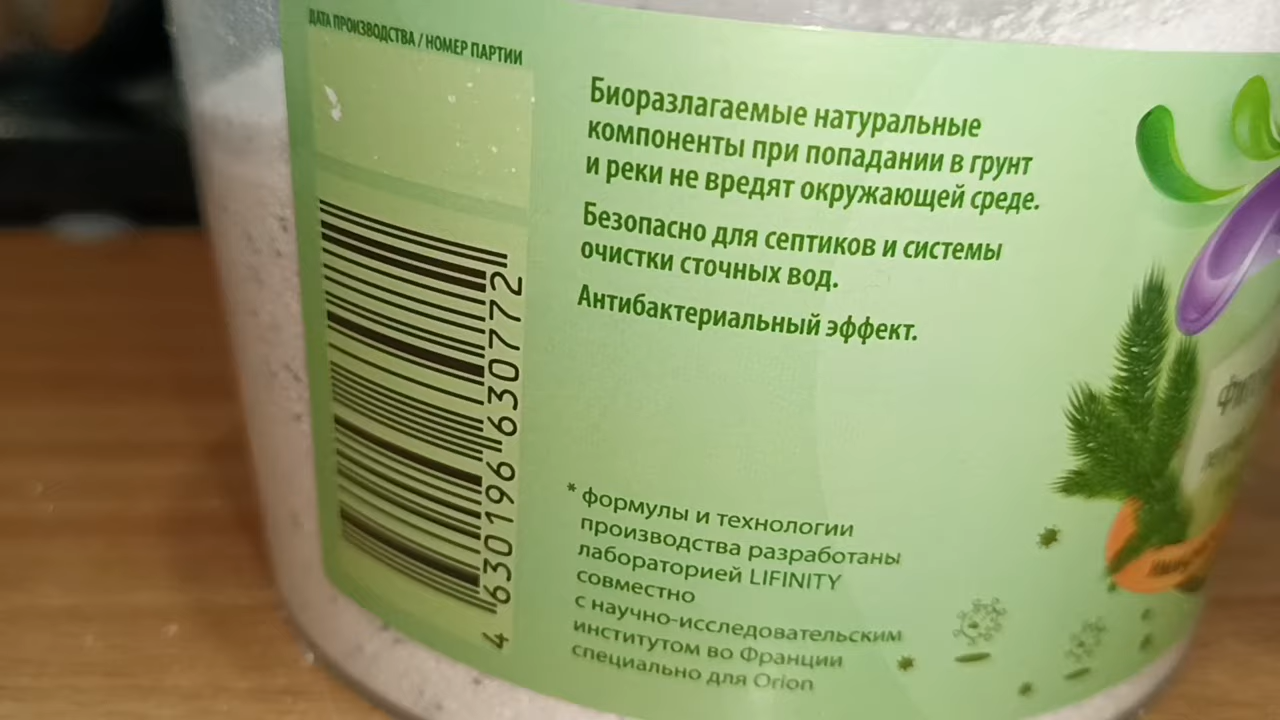 ДАТА ПРОИЗВОДСТВА / НОМЕР ПАРТИИ
Биоразлагаемые натуральные
компоненты при попадании в грунт
и реки не вредят окружающей среде.
Безопасно для септиков и системы
очистки сточных вод.
Антибактериальный эффект.
4 630196 630772
* формулы и технологии
производства разработаны
лабораторией LIFINITY
совместно
с научно-исследовательским
институтом во Франции
специально для Orion